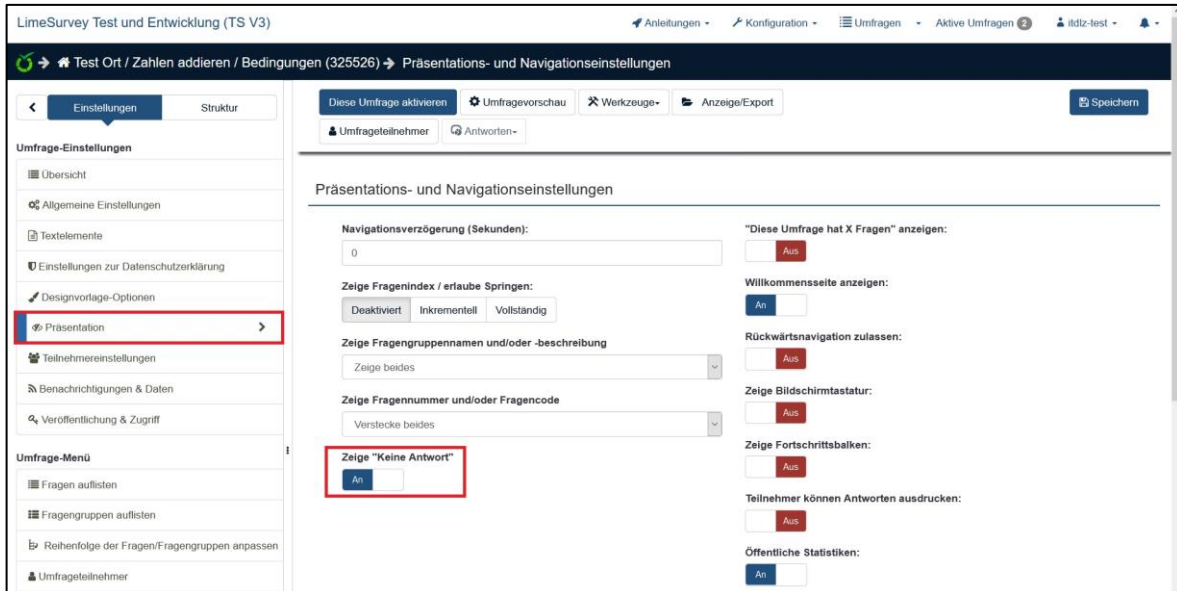 LimeSurvey Test und Entwicklung (TS V3)
Anleitungen
Konfiguration
Umfragen
Aktive Umfragen 2
itdlz-test
Test Ort / Zahlen addieren / Bedingungen (325526) Präsentations- und Navigationseinstellungen
Einstellungen
Struktur
Umfrage-Einstellungen
Übersicht
Allgemeine Einstellungen
Textelemente
Einstellungen zur Datenschutzerklärung
Designvorlage-Optionen
Präsentation
Teilnehmereinstellungen
Benachrichtigungen & Daten
Veröffentlichung & Zugriff
Umfrage-Menü
Fragen auflisten
Fragengruppen auflisten
Reihenfolge der Fragen/Fragengruppen anpassen
Umfrageteilnehmer
Diese Umfrage aktivieren
Umfragevorschau
Werkzeuge
Anzeige/Export
Speichern
Umfrageteilnehmer
Antworten
Präsentations- und Navigationseinstellungen
Navigationsverzögerung (Sekunden):
0
Zeige Fragenindex / erlaube Springen:
Deaktiviert
Inkrementell
Vollständig
Zeige Fragengruppennamen und/oder -beschreibung
Zeige beides
Zeige Fragennummer und/oder Fragencode
Verstecke beides
Zeige "Keine Antwort"
An
"Diese Umfrage hat X Fragen" anzeigen:
Aus
Willkommensseite anzeigen:
An
Rückwärtsnavigation zulassen:
Aus
Zeige Bildschirmtastatur:
Aus
Zeige Fortschrittsbalken:
Aus
Teilnehmer können Antworten ausdrucken:
Aus
Öffentliche Statistiken:
An